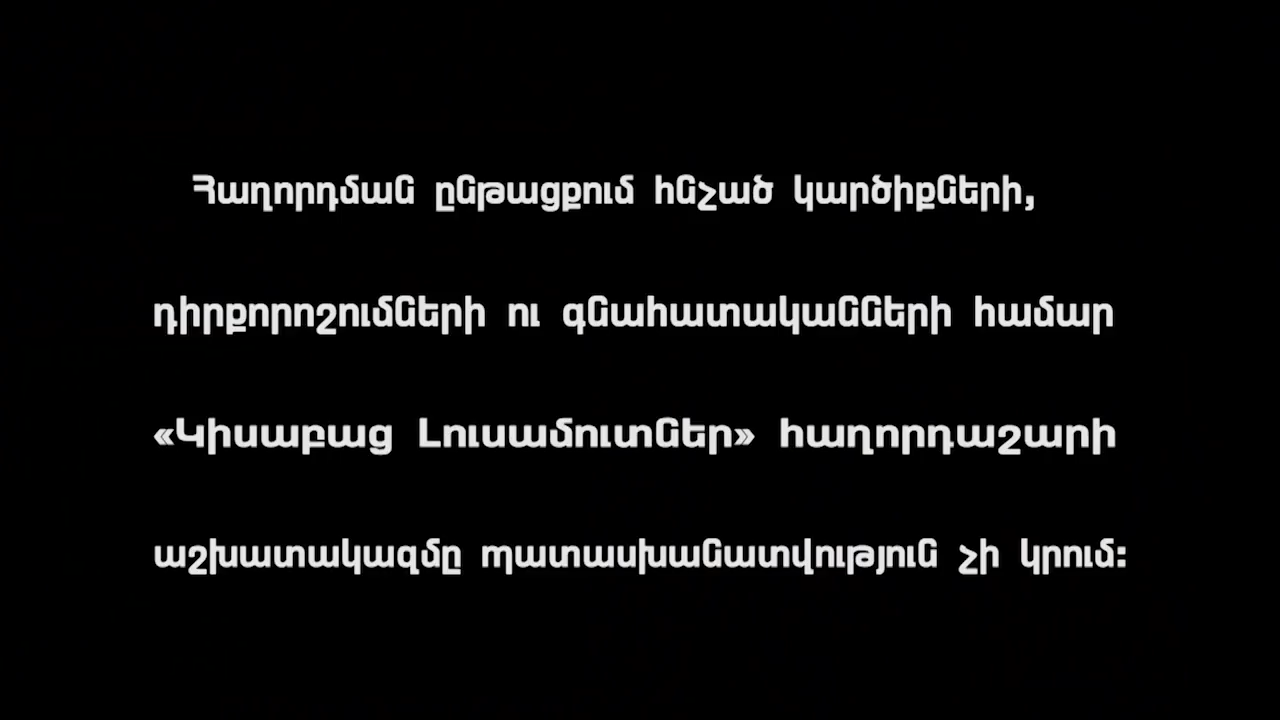 Հաղորդման ընթացքում հնչած կարծիքների,
դիրքորոշումների ու գնահատականների համար
«Կիսաբաց Լուսամուտներ» հաղորդաշարի
աշխատակազմը պատասխանատվություն չի կրում: